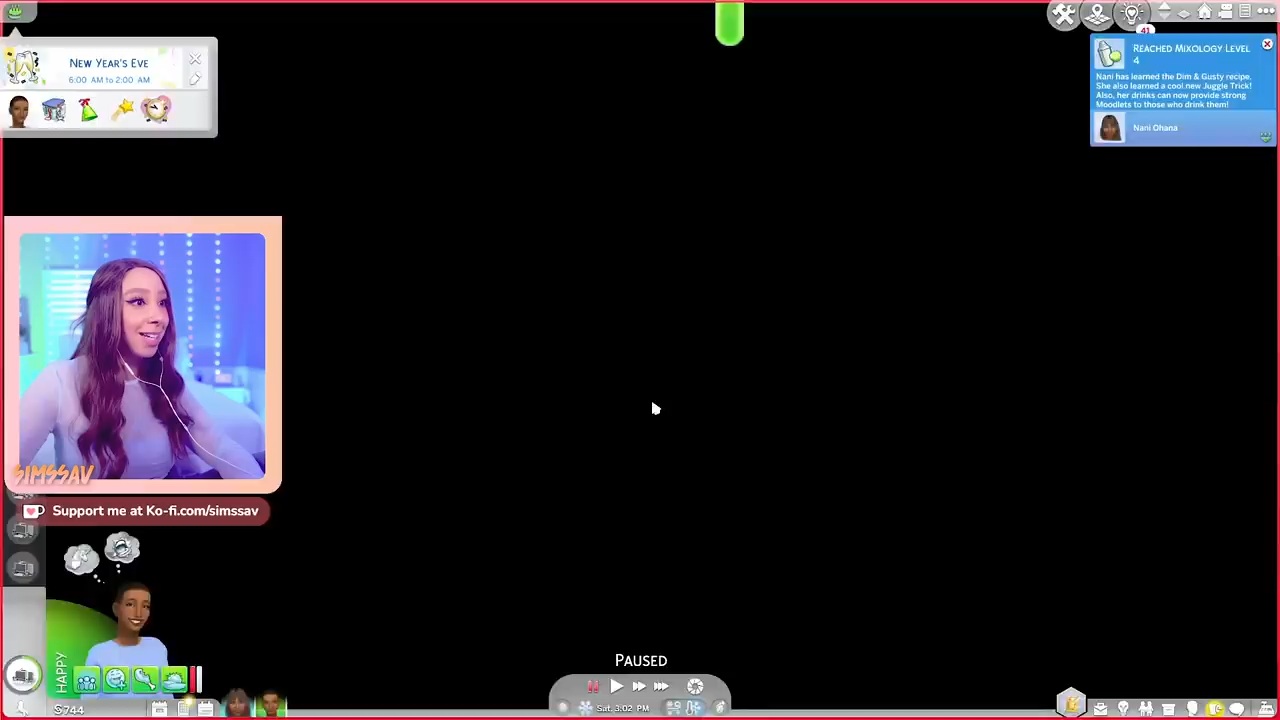 NEW YEAR'S EVE
6:00 AM to 2:00 AM
41
REACHED MIXOLOGY LEVEL
4
Nani has learned the Dim & Gusty recipe.
She also learned a cool new Juggle Trick!
Also, her drinks can now provide strong
Moodlets to those who drink them!
Nani Ohana
SIMSSAV
Support me at Ko-fi.com/simssav
HAPPY
PAUSED
§744
Sat. 3:02 PM